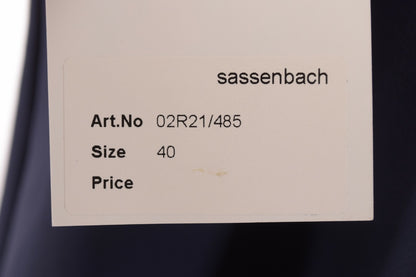 sassenbach
Art.No 02R21/485
Size 40
Price